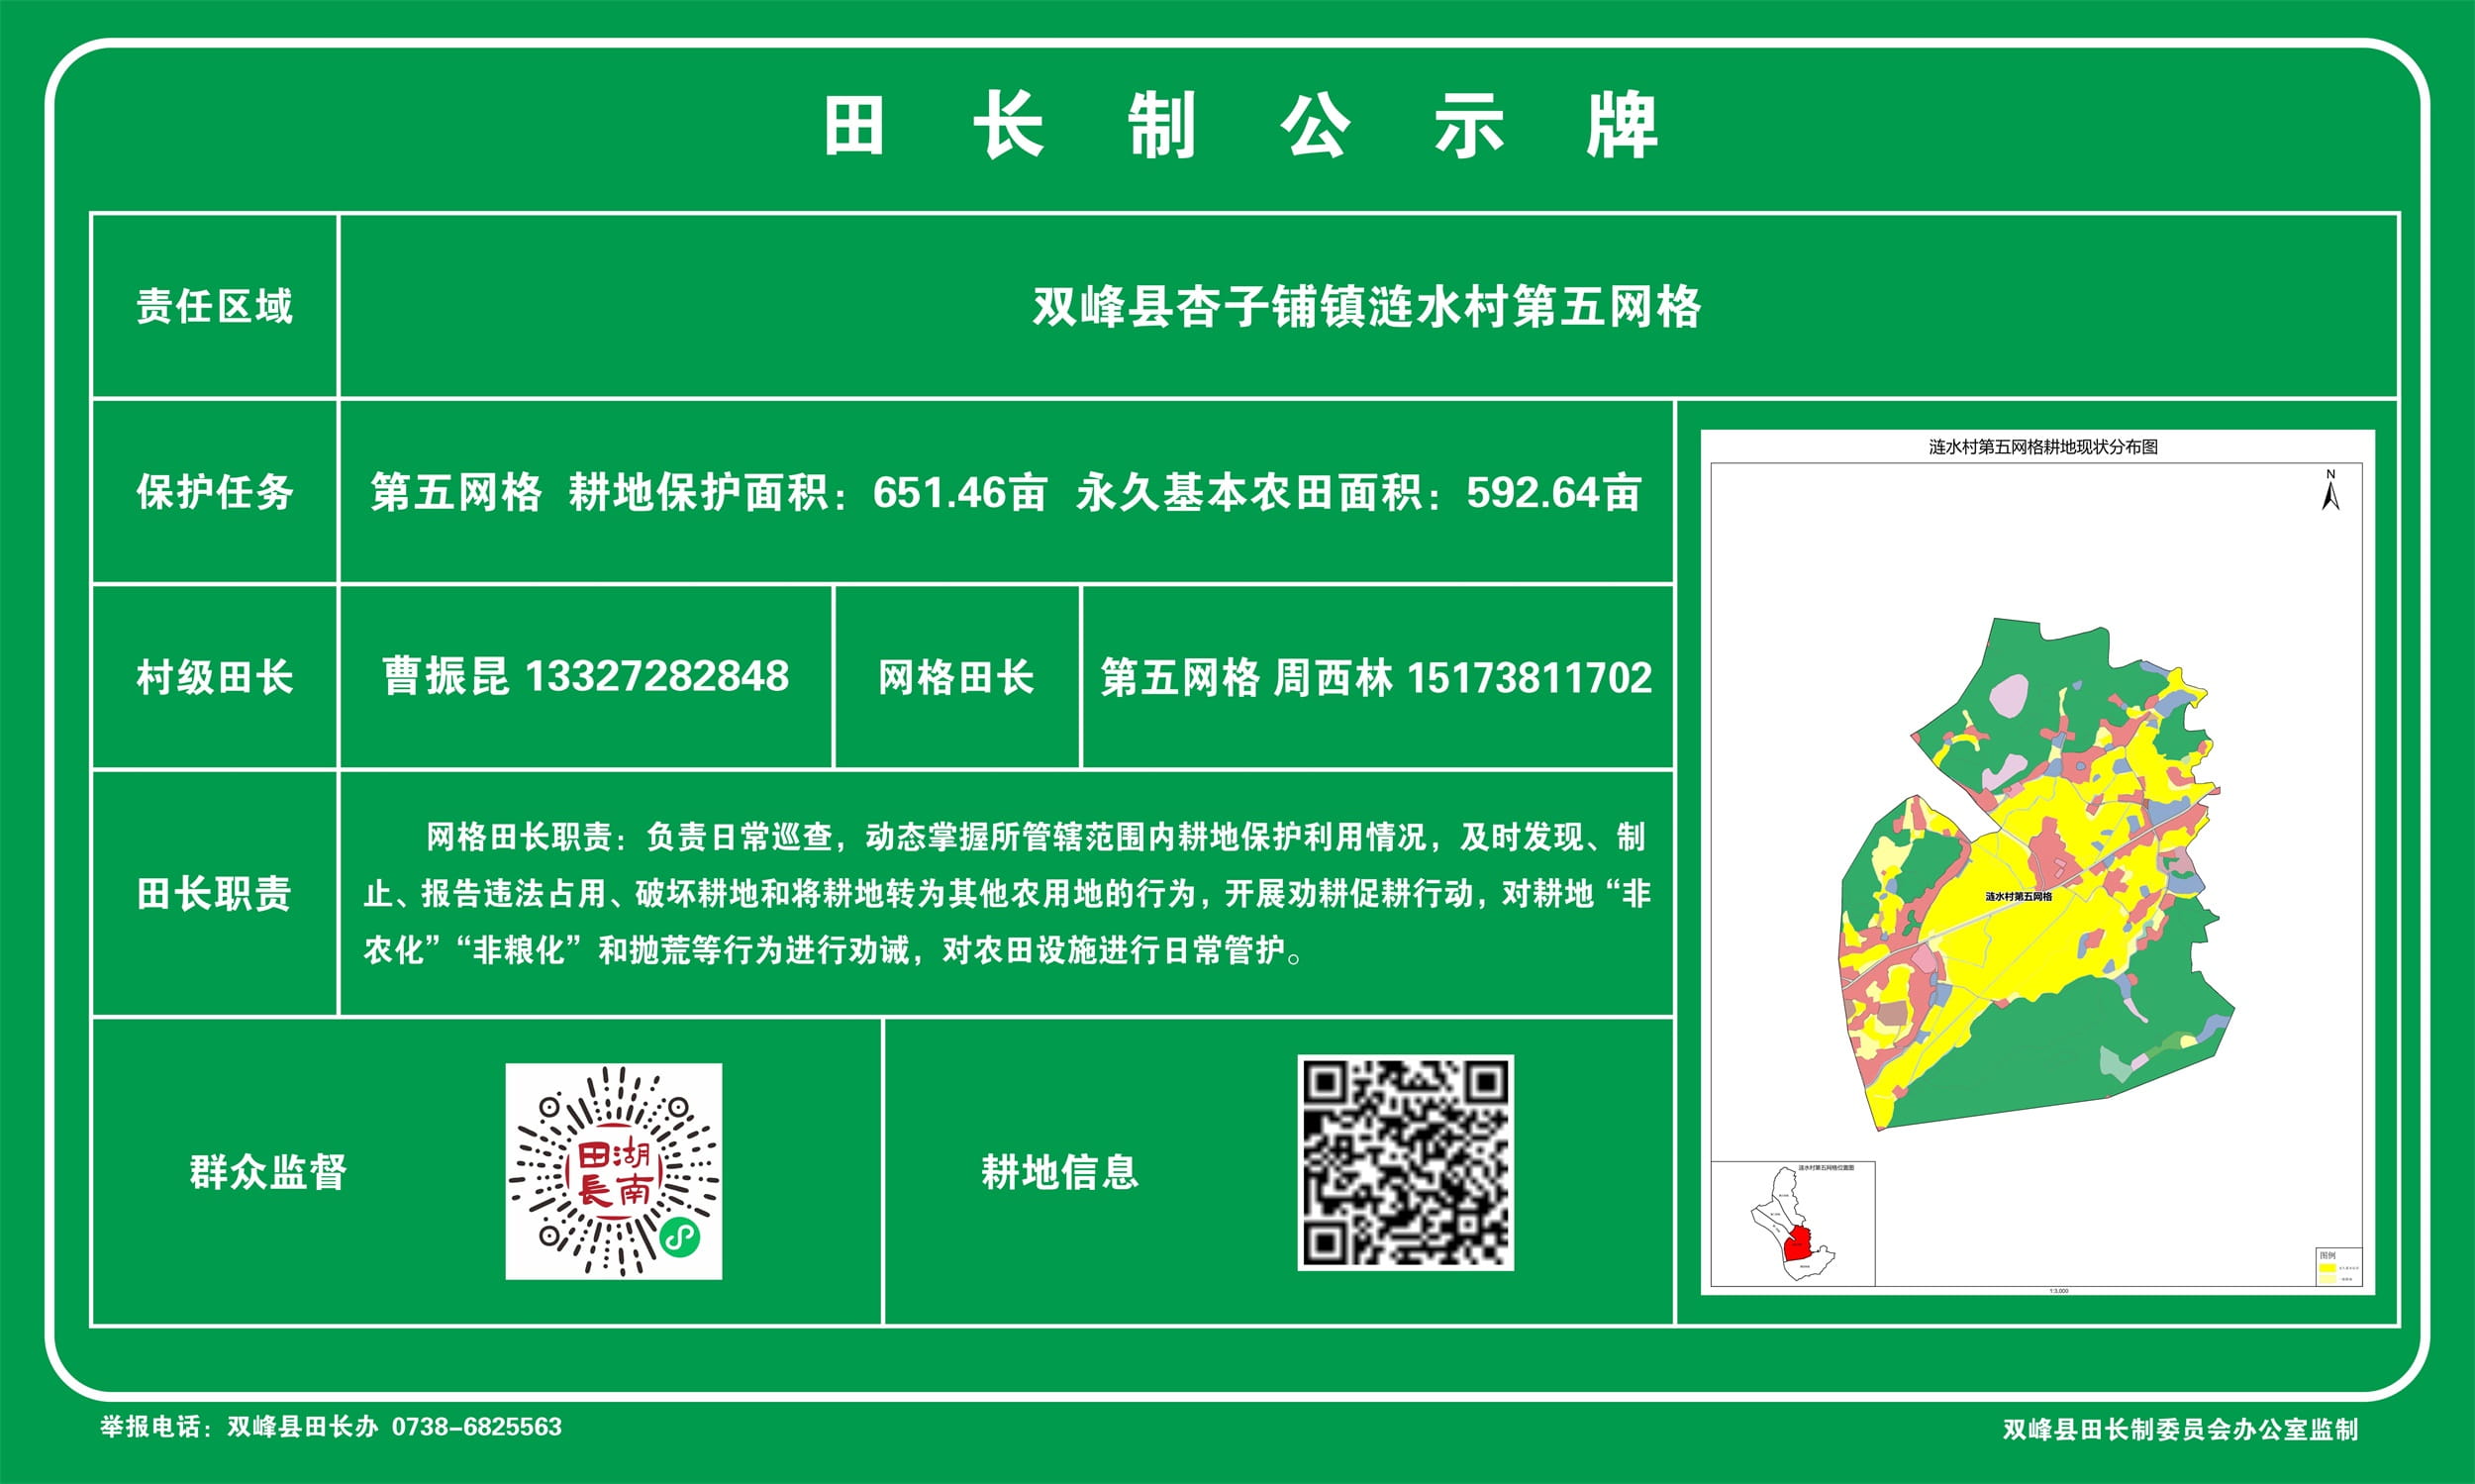 田长制公示牌
责任区域
双峰县杏子铺镇涟水村第五网格
保护任务
第五网格 耕地保护面积：651.46亩 永久基本农田面积：592.64亩
村级田长
曹振昆 13327282848
网格田长
第五网格 周西林 15173811702
田长职责
网格田长职责：负责日常巡查，动态掌握所管辖范围内耕地保护利用情况，及时发现、制
止、报告违法占用、破坏耕地和将耕地转为其他农用地的行为，开展劝耕促耕行动，对耕地“非
农化”“非粮化”和抛荒等行为进行劝诫，对农田设施进行日常管护。
群众监督
湖南
田長
耕地信息
涟水村第五网格耕地现状分布图
N
涟水村第五网格
涟水村第五网格位置图
图例
1:3,000
举报电话：双峰县田长办 0738-6825563
双峰县田长制委员会办公室监制